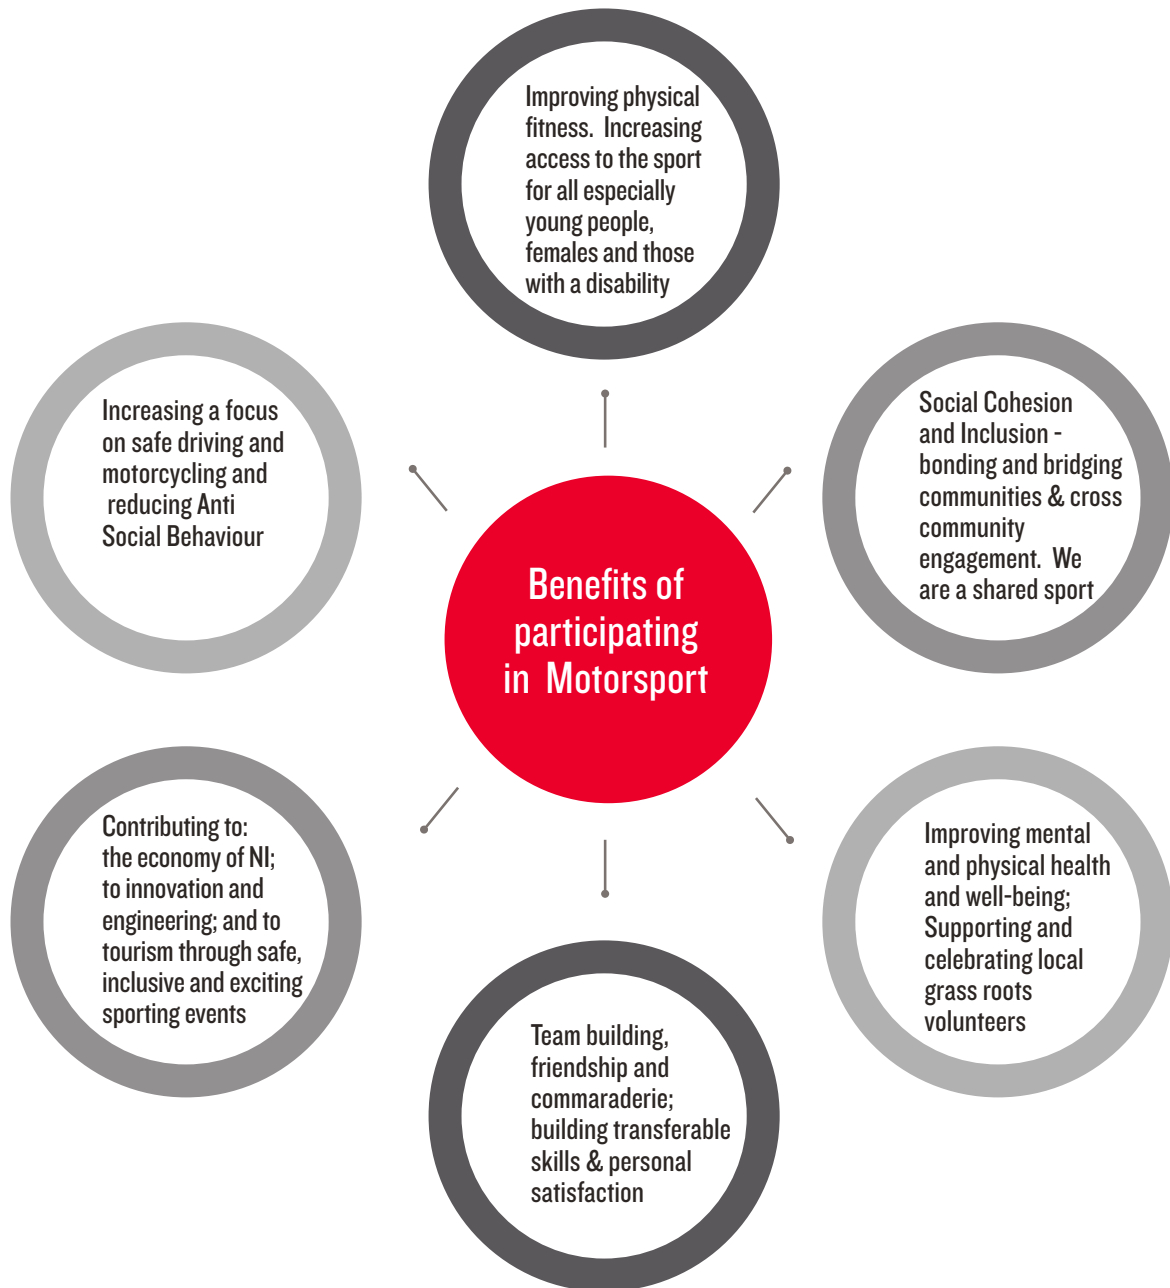 Improving physical
fitness.  Increasing
access to the sport
for all especially
young people,
females and those
with a disability
Increasing a focus
on safe driving and
motorcycling and
reducing Anti
Social Behaviour
Social Cohesion
and Inclusion -
bonding and bridging
communities & cross
community
engagement.  We
are a shared sport
Benefits of
participating
in  Motorsport
Contributing to:
the economy of NI;
to innovation and
engineering; and to
tourism through safe,
inclusive and exciting
sporting events
Improving mental
and physical health
and well-being;
Supporting and
celebrating local
grass roots
volunteers
Team building,
friendship and
commaraderie;
building transferable
skills & personal
satisfaction